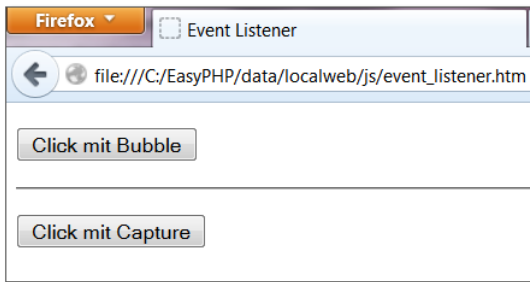 Firefox
Event Listener
file:///C:/EasyPHP/data/localweb/js/event_listener.htm
Click mit Bubble
Click mit Capture